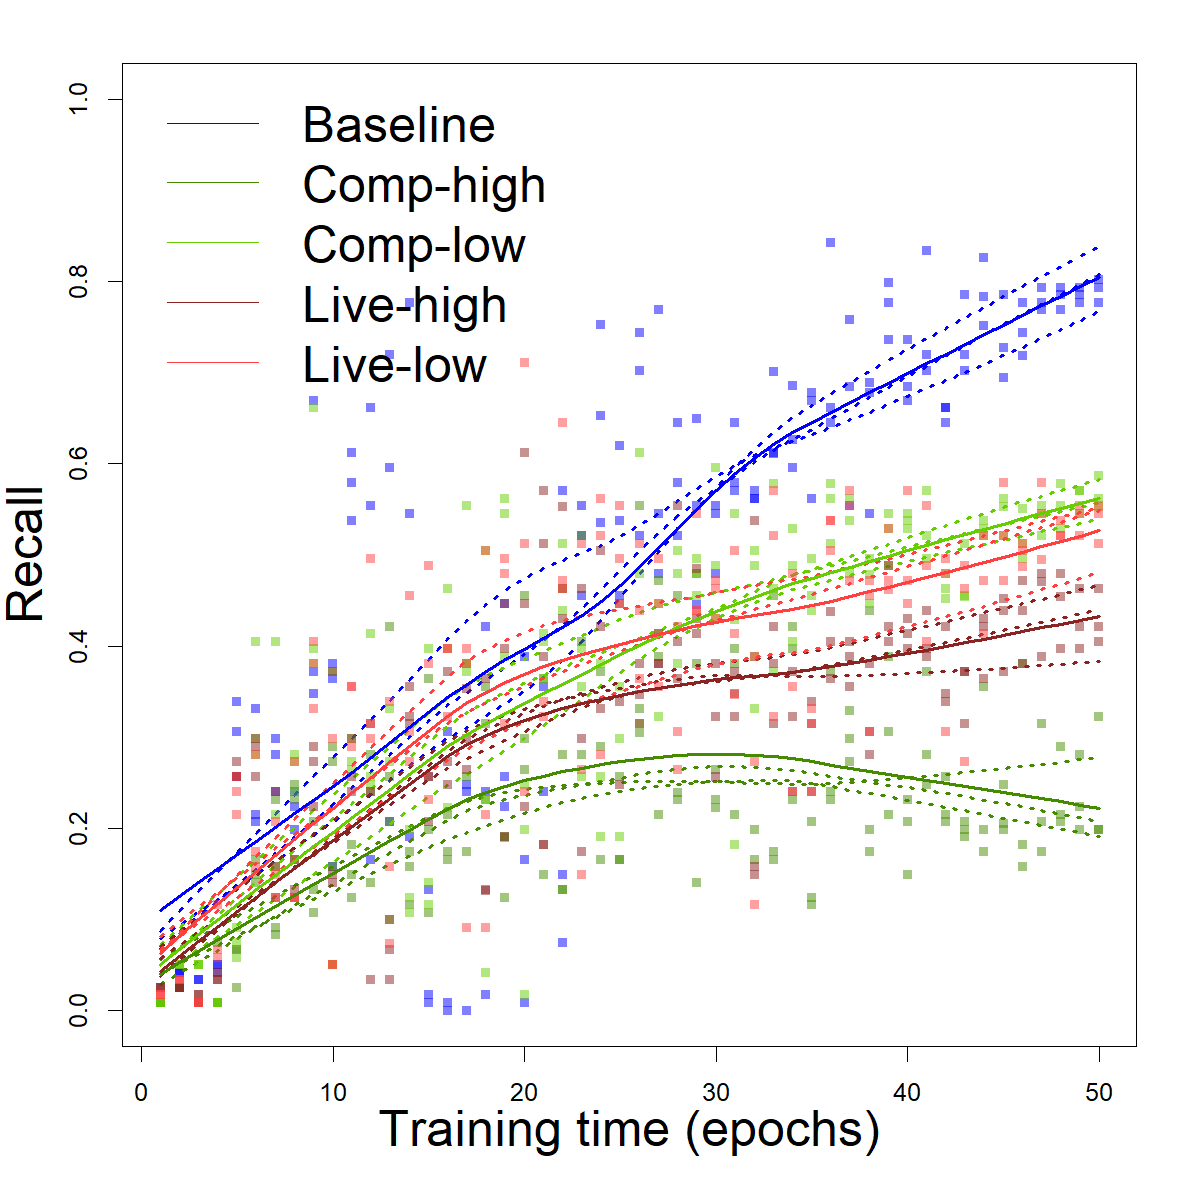 1.0
0.8
0.6
0.4
0.2
0.0
Recall
Baseline
Comp-high
Comp-low
Live-high
Live-low
0 10 20 30 40 50
Training time (epochs)